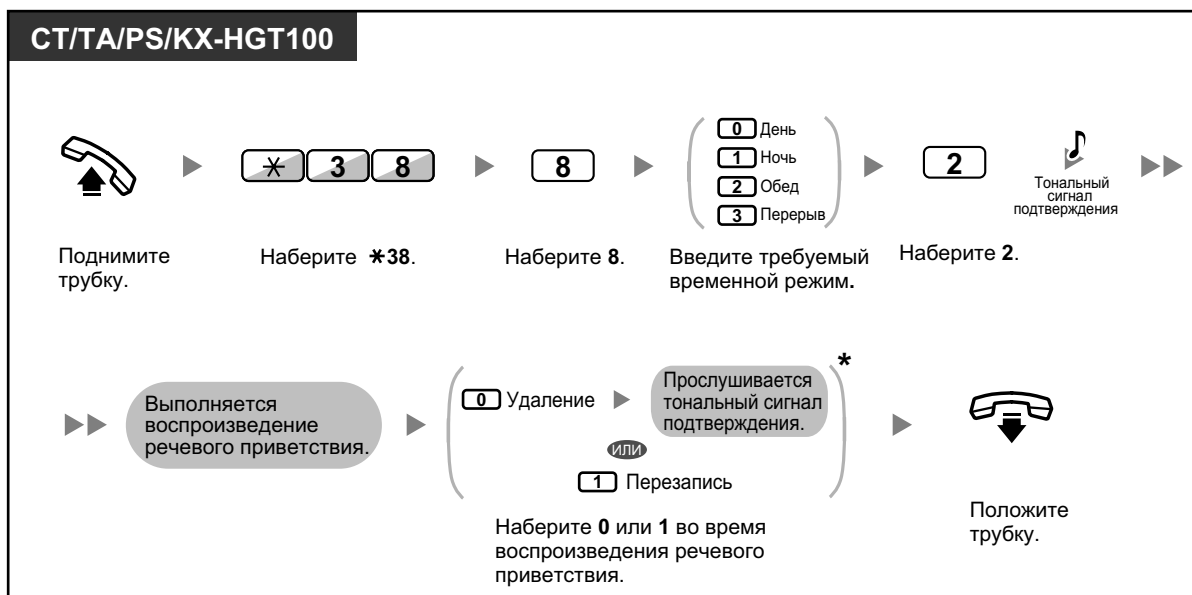 CT/TA/PS/KX-HGT100
0 День
1 Ночь
2 Обед
3 Перерыв
✳ 3 8
8
2
Тональный
сигнал
подтверждения
Поднимите
трубку.
Наберите ✳38.
Наберите 8.
Введите требуемый
временной режим.
Наберите 2.
Выполняется
воспроизведение
речевого приветствия.
0 Удаление
Прослушивается
тональный сигнал
подтверждения.
*
или
1 Перезапись
Наберите 0 или 1 во время
воспроизведения речевого
приветствия.
Положите
трубку.